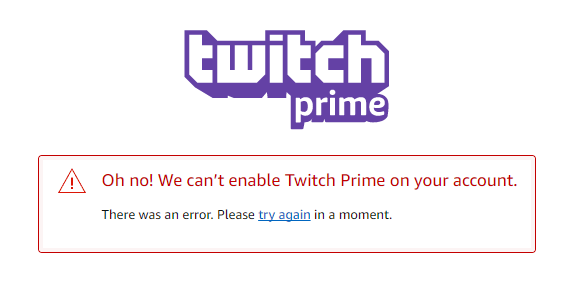 twitch
prime
Oh no! We can't enable Twitch Prime on your account.
There was an error. Please try again in a moment.